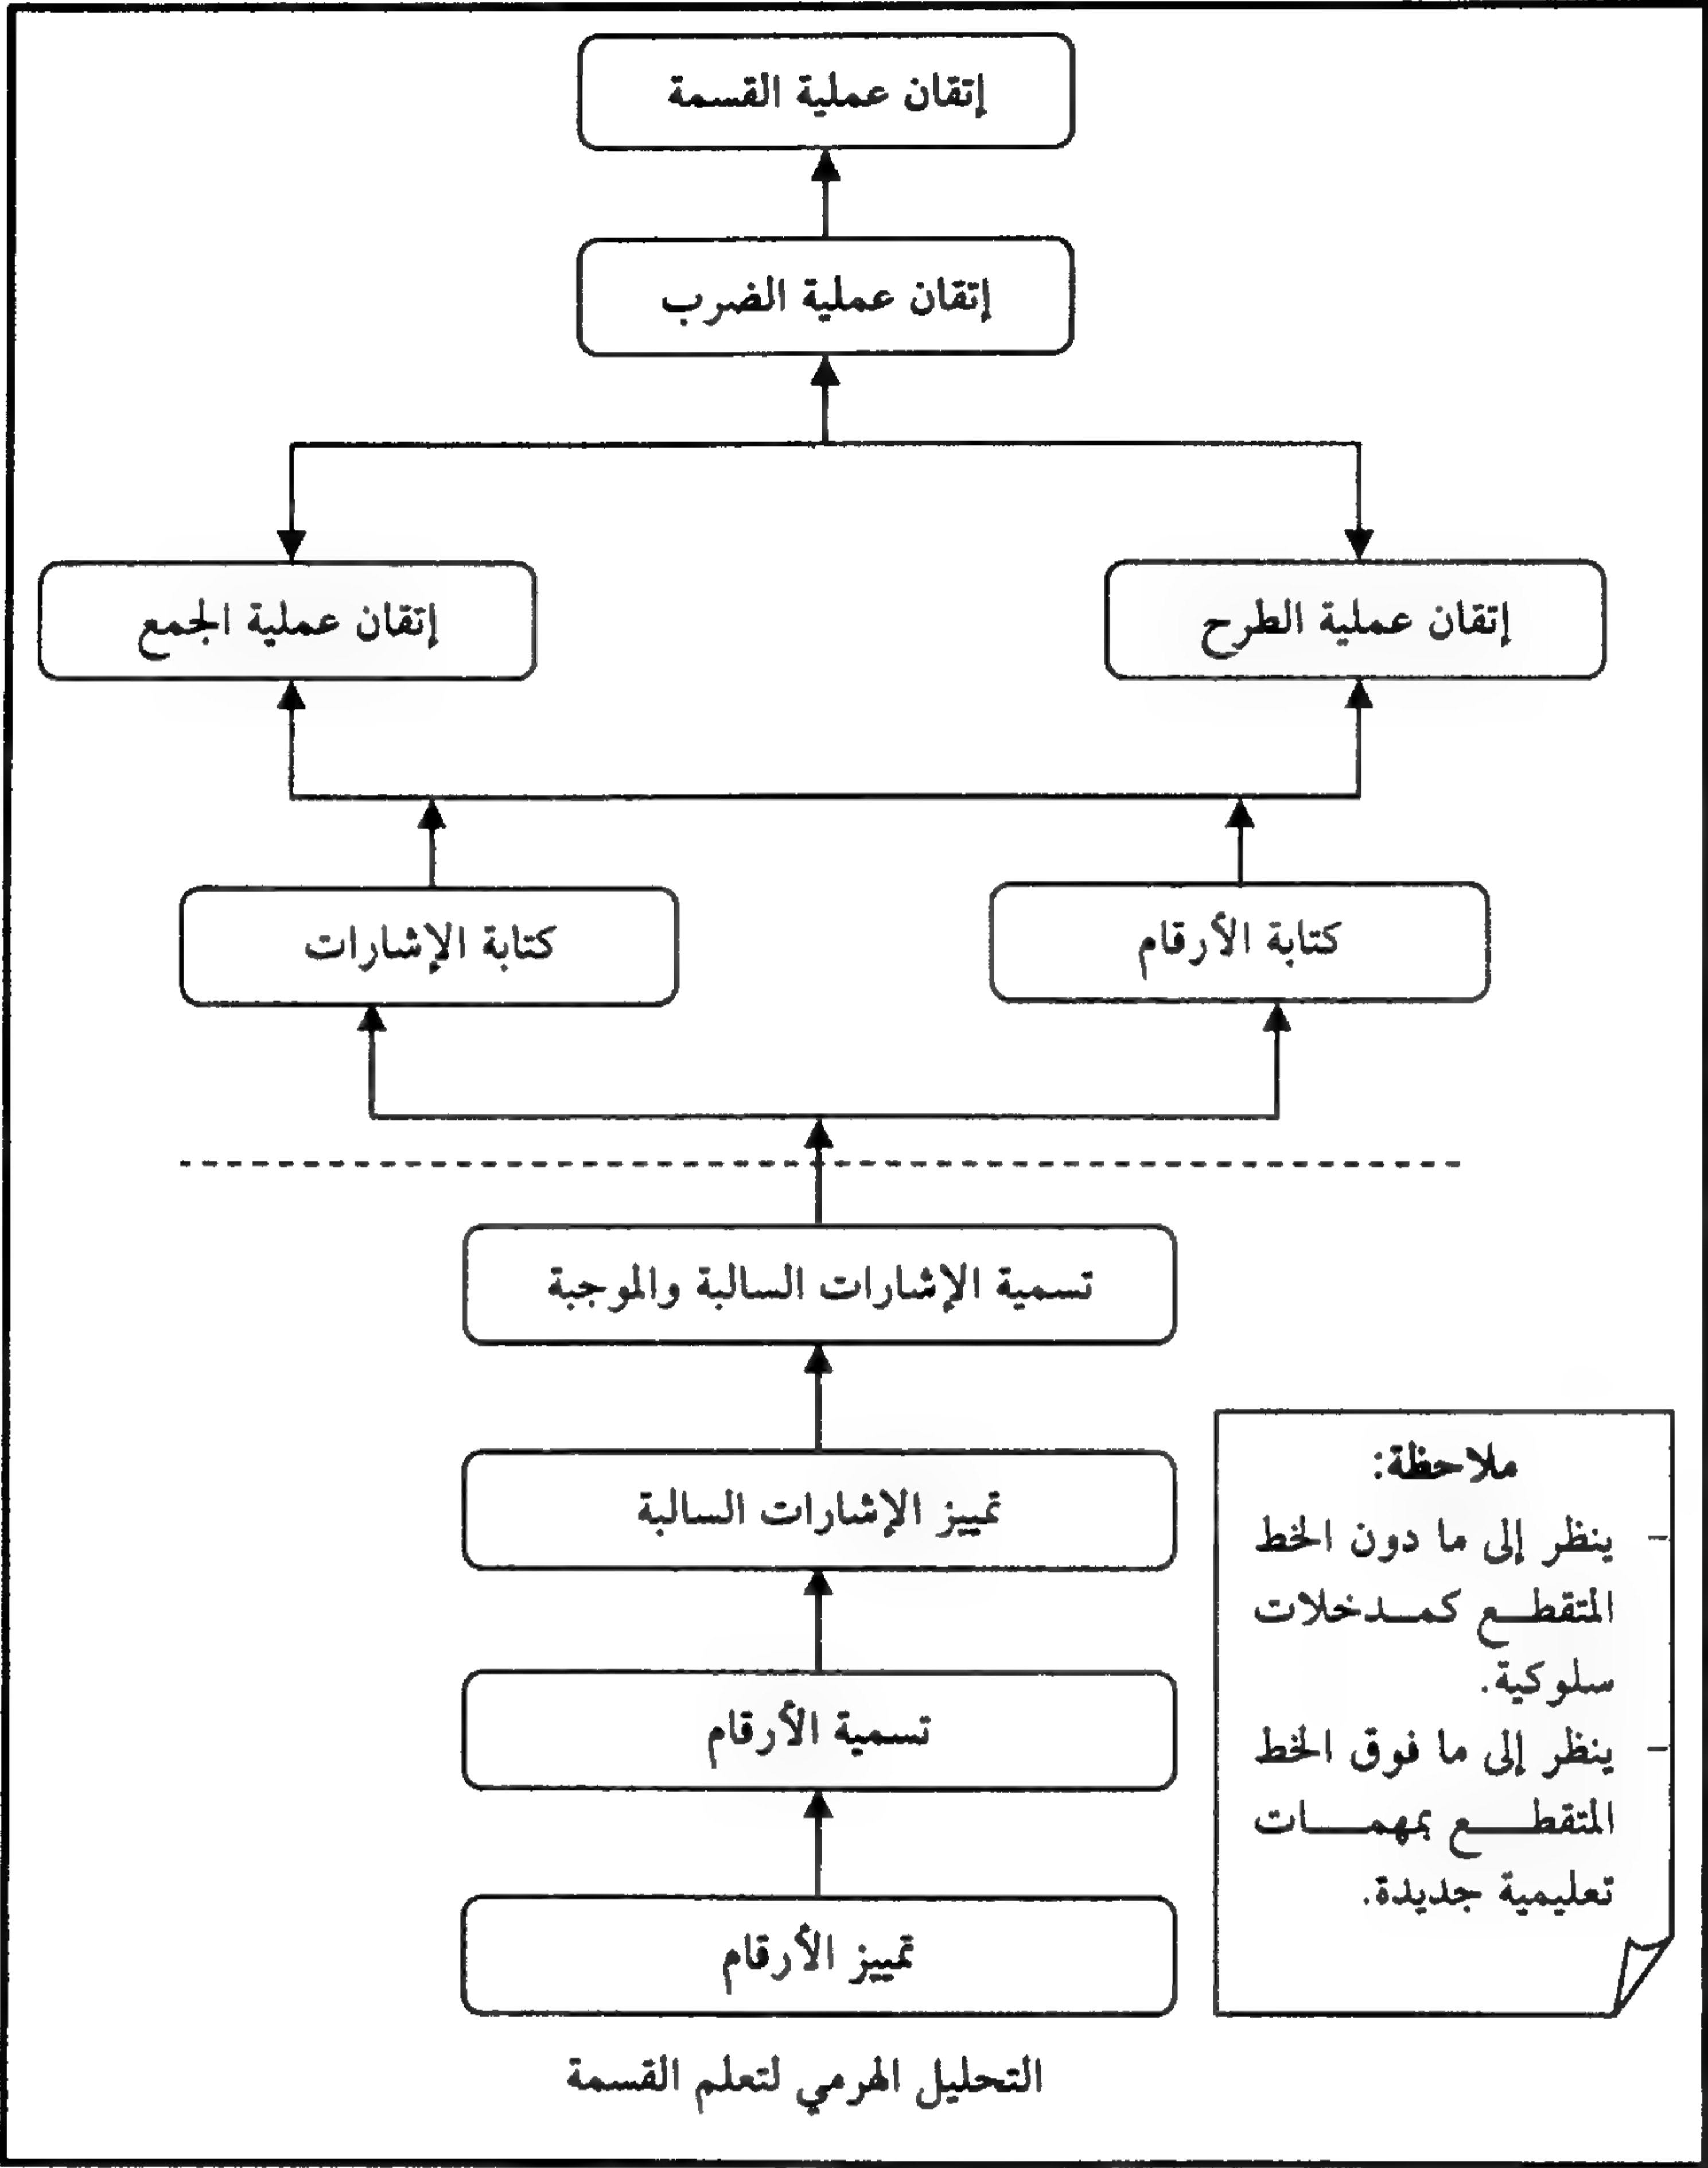 إتقان عملية القسمة
إتقان عملية الضرب
إتقان عملية الطرح
إتقان عملية الجمع
كتابة الأرقام
كتابة الإشارات
تسمية الإشارات السالبة والموجبة
تمييز الإشارات السالبة
تسمية الأرقام
تمييز الأرقام
ملاحظة:
- ينظر إلى ما دون الخط
المتقطع كمدخلات
سلوكية.
- ينظر إلى ما فوق الخط
المتقطع بمهمات
تعليمية جديدة.
التحليل الهرمي لتعلم القسمة